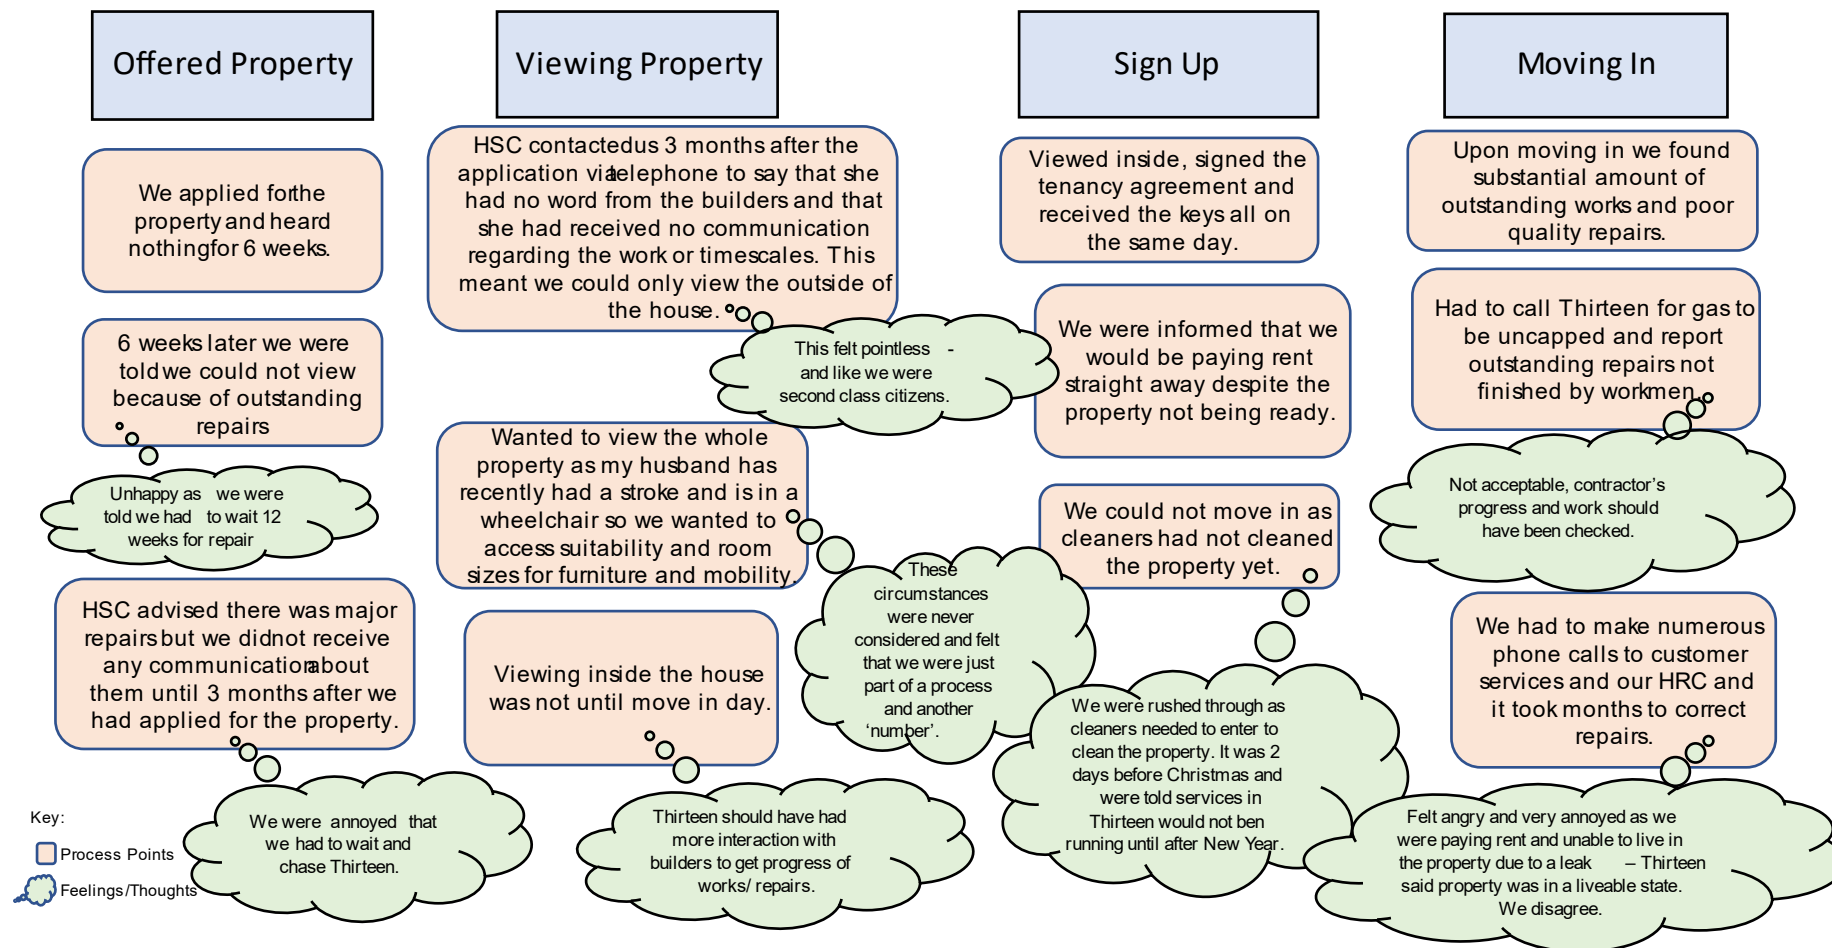 Offered Property
We applied forthe
property and heard
nothing for 6 weeks.
6 weeks later we were
told we could not view
because of outstanding
repairs
Unhappy as we were
told we had to wait 12
weeks for repair
HSC advised there was major
repairs but we did not receive
any communication about
them until 3 months after we
had applied for the property.
We were annoyed that
we had to wait and
chase Thirteen.
Key:
Process Points
Feelings/Thoughts
Viewing Property
HSC contacted us 3 months after the
application via telephone to say that she
had no word from the builders and that
she had received no communication
regarding the work or timescales. This
meant we could only view the outside of
the house.
This felt pointless -
and like we were
second class citizens.
Wanted to view the whole
property as my husband has
recently had a stroke and is in a
wheelchair so we wanted to
access suitability and room
sizes for furniture and mobility.
These
circumstances
were never
considered and felt
that we were just
part of a process
and another
‘number’.
Viewing inside the house
was not until move in day.
Thirteen should have had
more interaction with
builders to get progress of
works/ repairs.
Sign Up
Viewed inside, signed the
tenancy agreement and
received the keys all on
the same day.
We were informed that we
would be paying rent
straight away despite the
property not being ready.
We could not move in as
cleaners had not cleaned
the property yet.
We were rushed through as
cleaners needed to enter to
clean the property. It was 2
days before Christmas and
were told services in
Thirteen would not ben
running until after New Year.
Moving In
Upon moving in we found
substantial amount of
outstanding works and poor
quality repairs.
Had to call Thirteen for gas to
be uncapped and report
outstanding repairs not
finished by workmen.
Not acceptable, contractor’s
progress and work should
have been checked.
We had to make numerous
phone calls to customer
services and our HRC and
it took months to correct
repairs.
Felt angry and very annoyed as we
were paying rent and unable to live in
the property due to a leak – Thirteen
said property was in a liveable state.
We disagree.